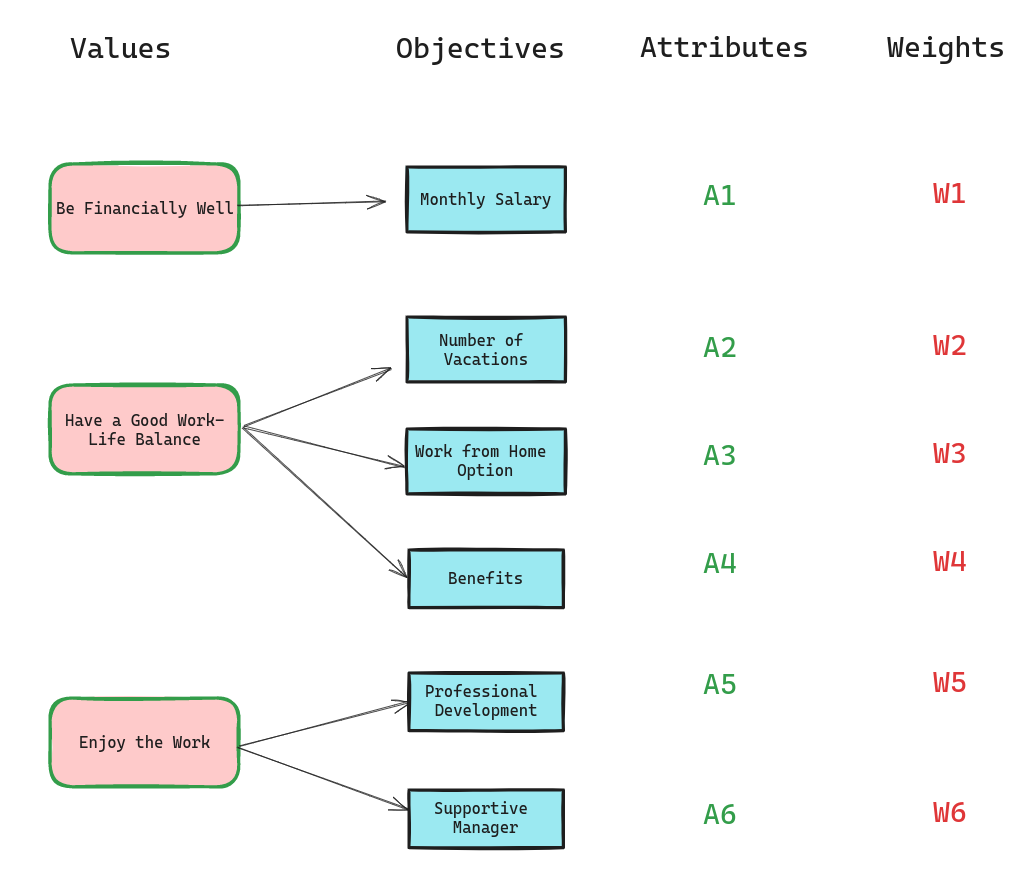 Values
Objectives
Attributes
Weights
Be Financially Well
Monthly Salary
A1
W1
Number of
Vacations
A2
W2
Have a Good Work-
Life Balance
Work from Home
Option
A3
W3
Benefits
A4
W4
Professional
Development
A5
W5
Enjoy the Work
Supportive
Manager
A6
W6